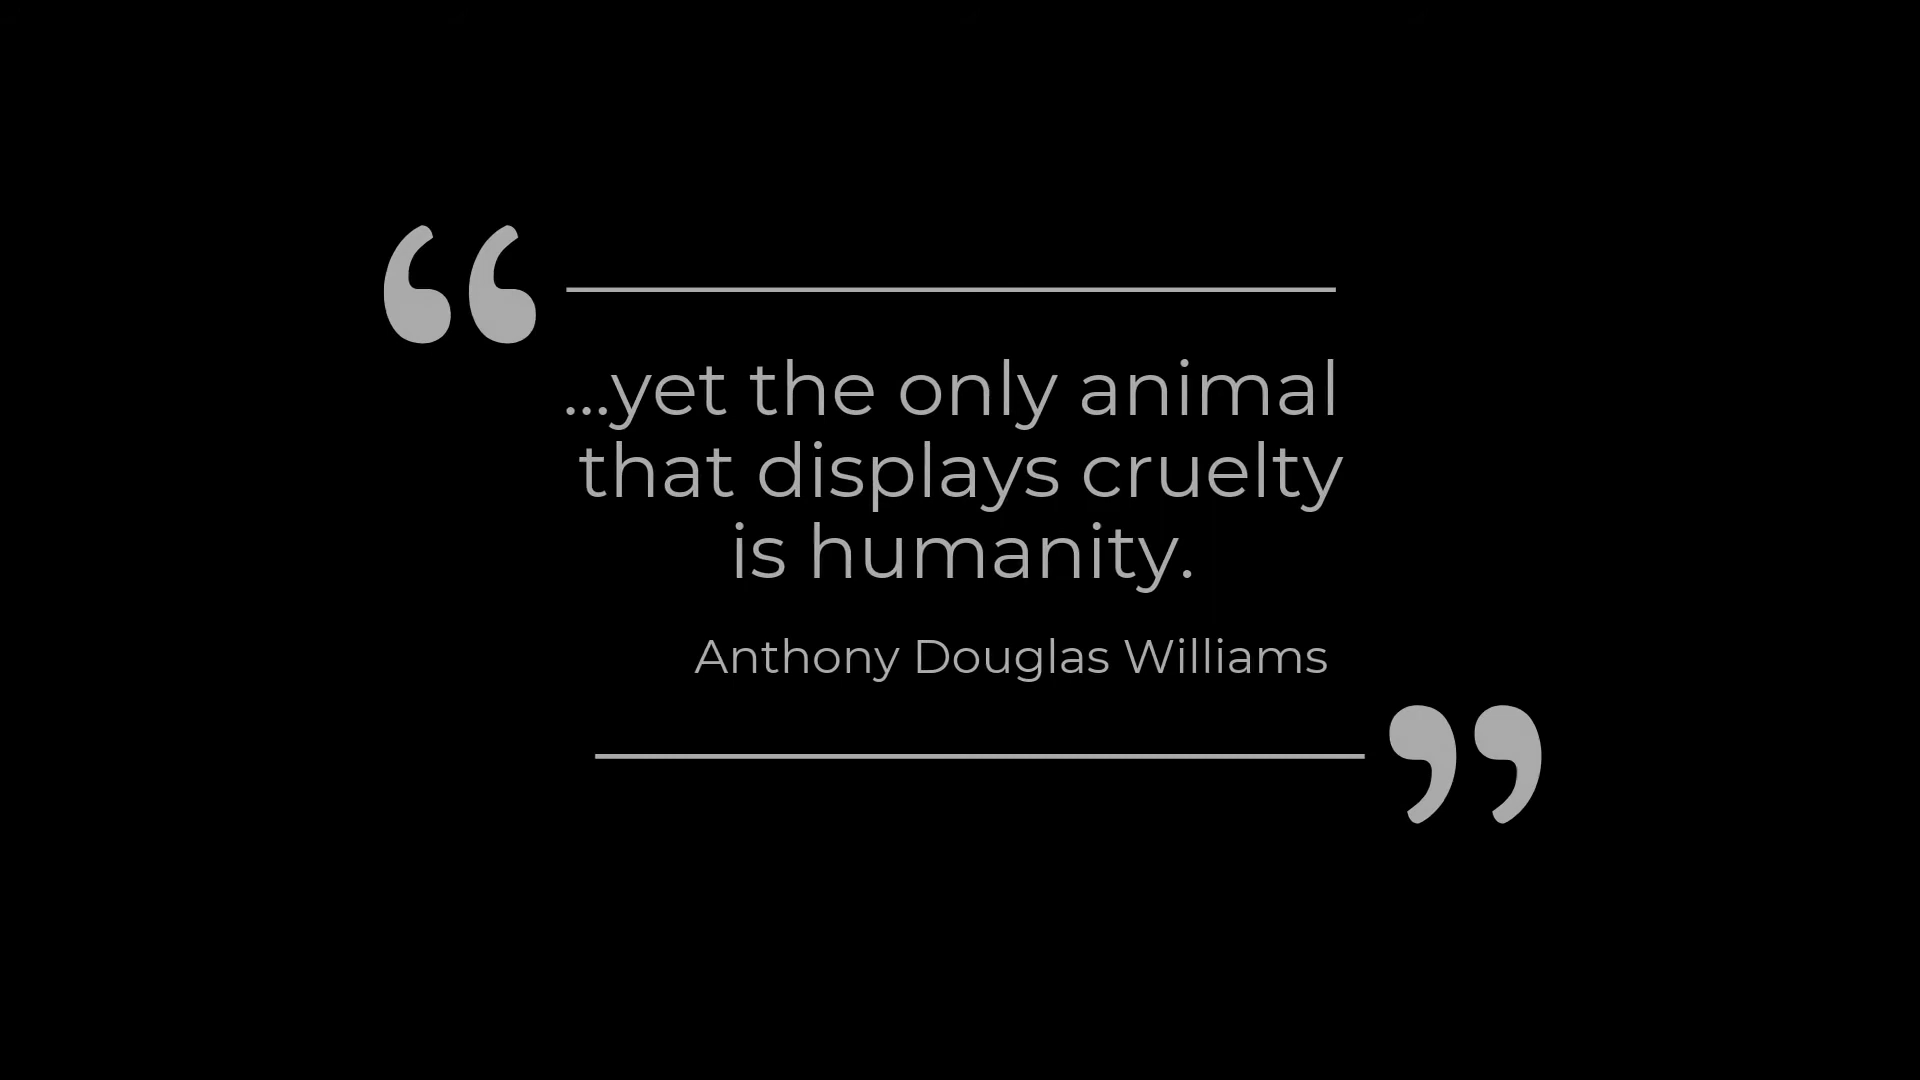 “
...yet the only animal
that displays cruelty
is humanity.
Anthony Douglas Williams
”